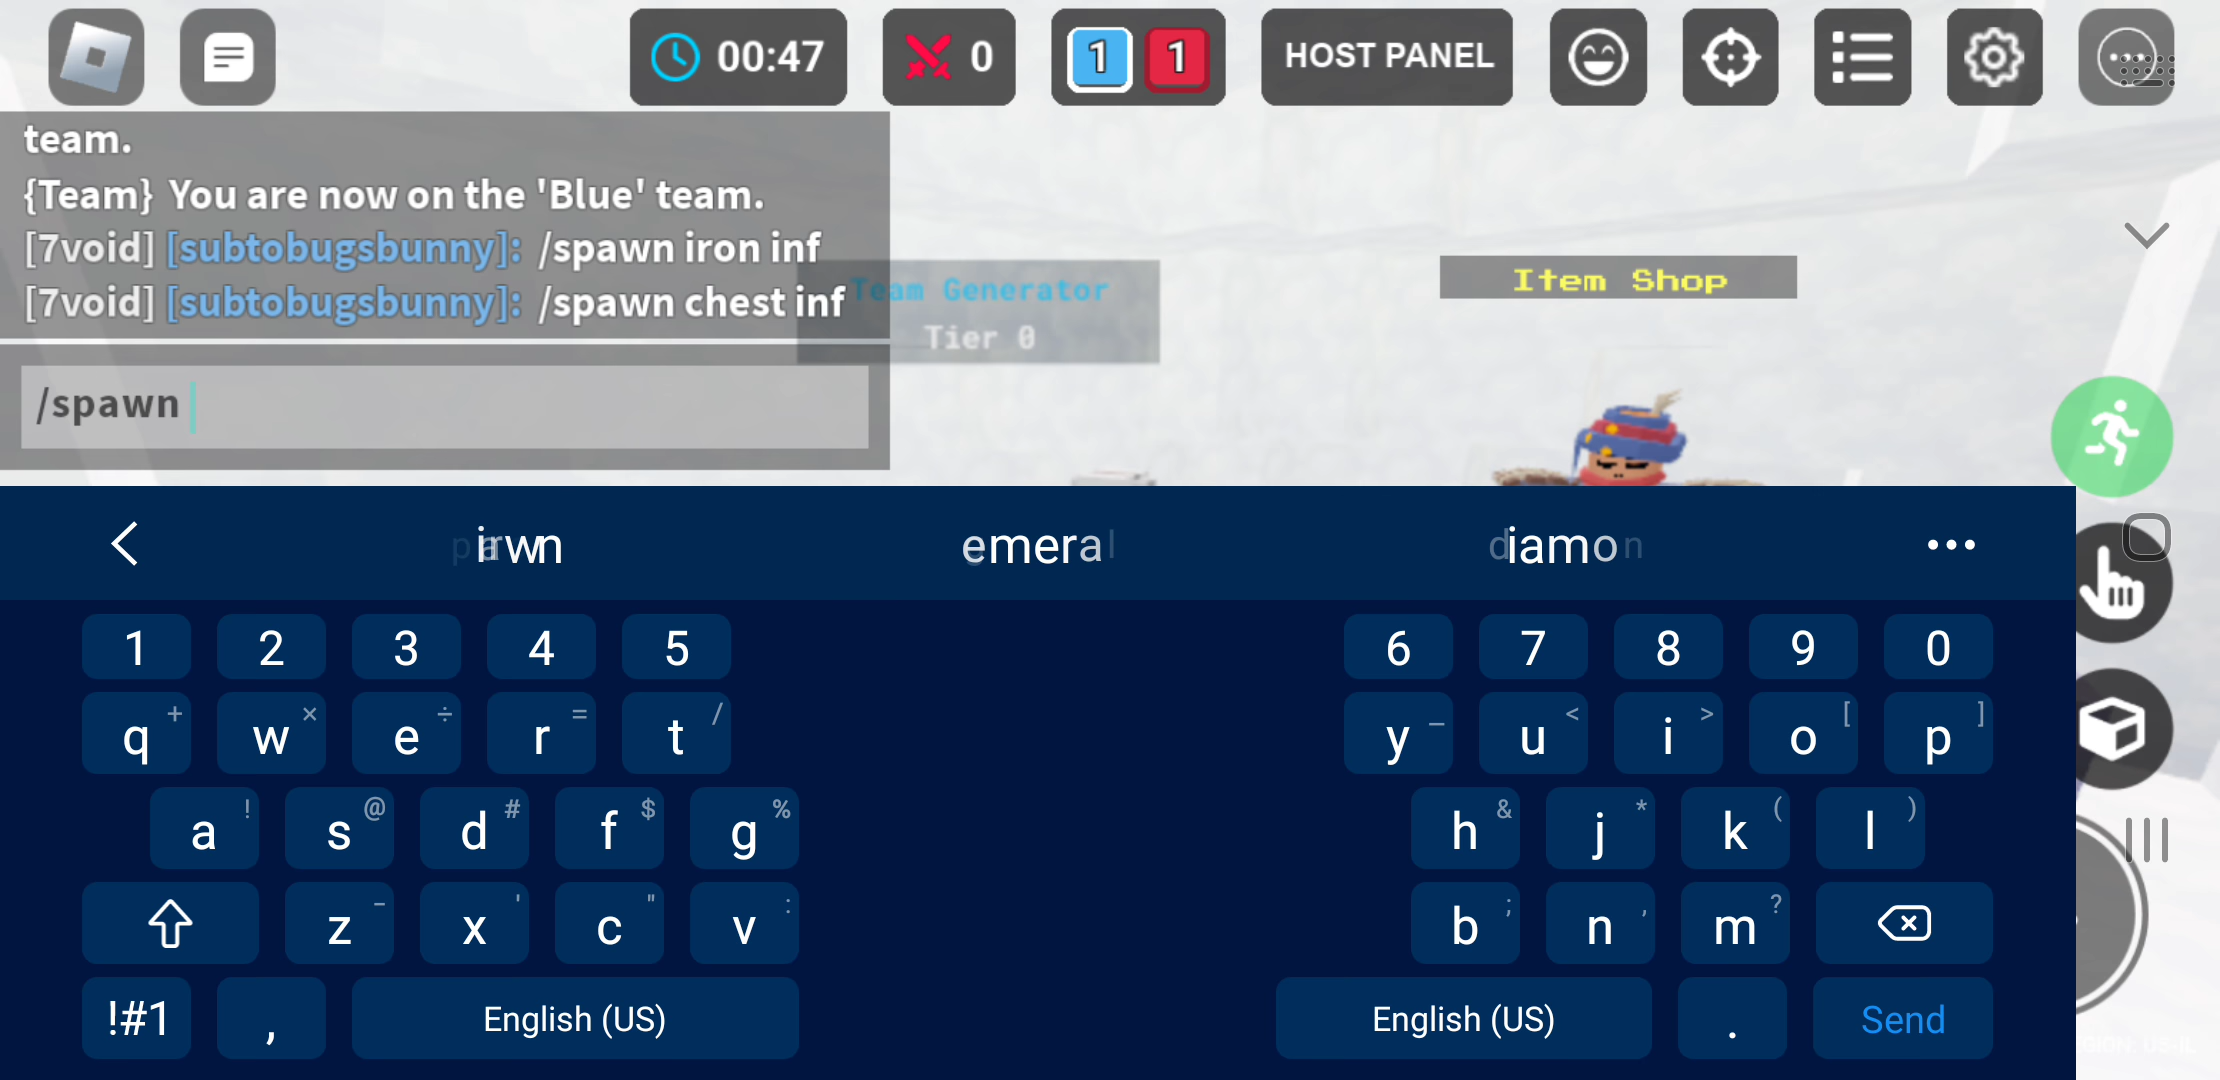 00:47
0
1 1
HOST PANEL
team.
{Team} You are now on the 'Blue' team.
[7void] [subtobugsbunny]: /spawn iron inf
[7void] [subtobugsbunny]: /spawn chest inf
Team Generator
Tier 0
Item Shop
/spawn
emeral
diamon
1 2 3 4 5 6 7 8 9 0
q + w × e ÷ r = t / y _ u < i > o [ p ]
a ! s @ d # f $ g % h & j * k ( l )
z - x ' c " v : b ; n , m ?
!#1 , English (US) English (US) . Send